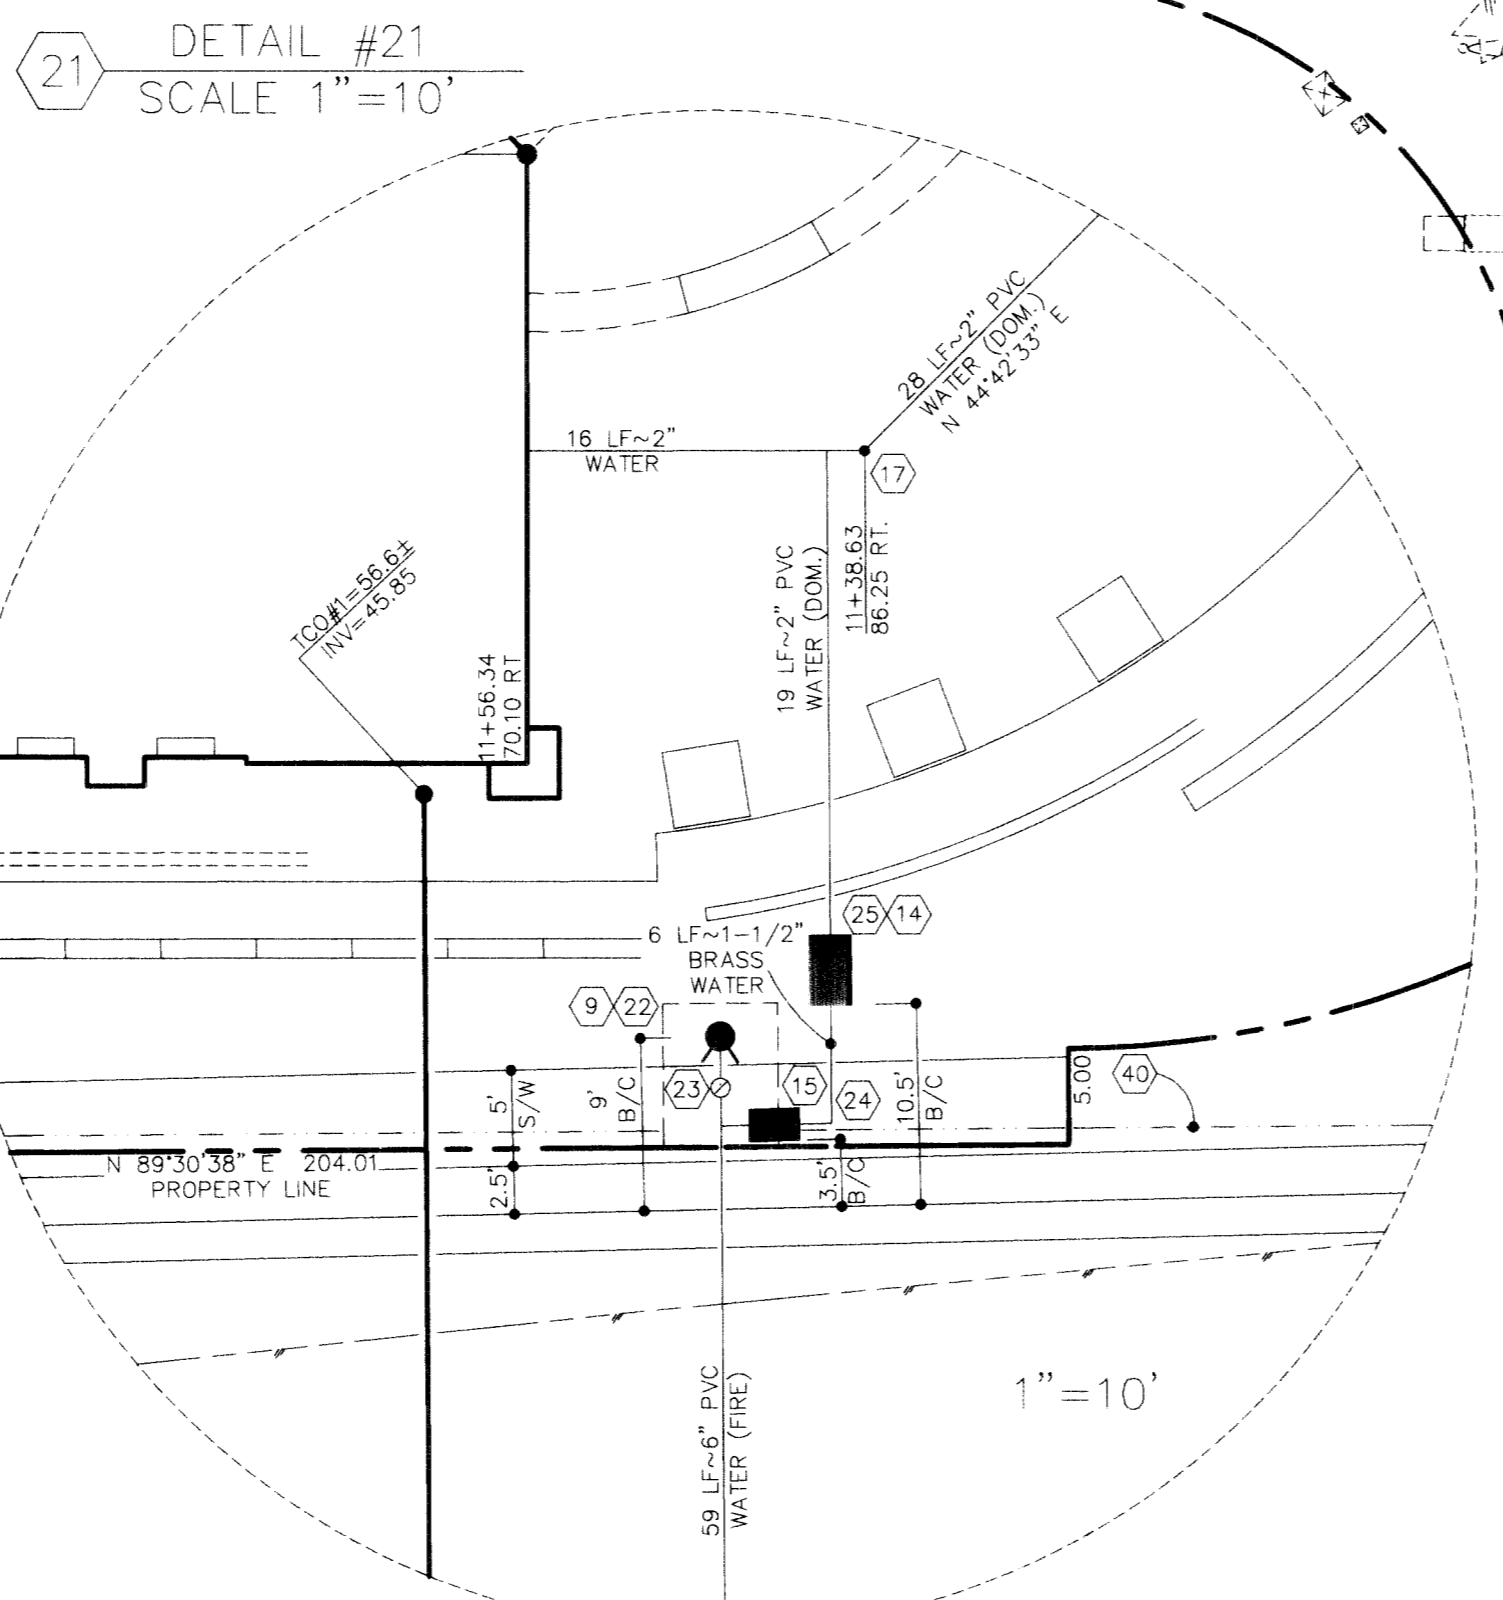 21
DETAIL #21
SCALE 1"=10'
28 LF~2" PVC
WATER (DOM.)
N 44°42'33" E
16 LF~2"
WATER
17
11+38.63
86.25 RT.
19 LF~2" PVC
WATER (DOM.)
TCO#1=56.6±
INV=45.85
11+56.34
70.10 RT
25
14
6 LF~1-1/2"
BRASS
WATER
9
22
23
15
24
40
5'
S/W
9'
B/C
10.5'
B/C
5.00
N 89°30'38" E 204.01
PROPERTY LINE
2.5'
3.5'
B/C
59 LF~6" PVC
WATER (FIRE)
1"=10'